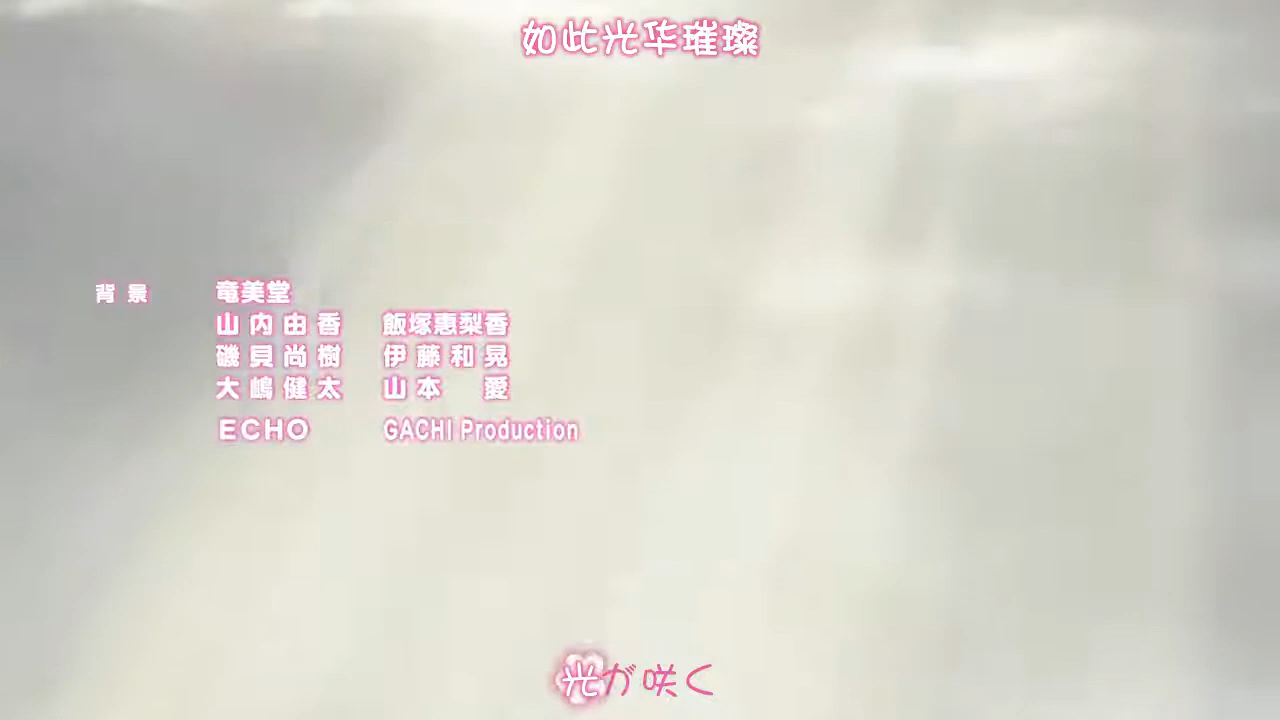 如此光华璀璨
背景 竜美堂
山内由香 飯塚恵梨香
磯貝尚樹 伊藤和晃
大嶋健太 山本 愛
ECHO GACHI Production
光が咲く